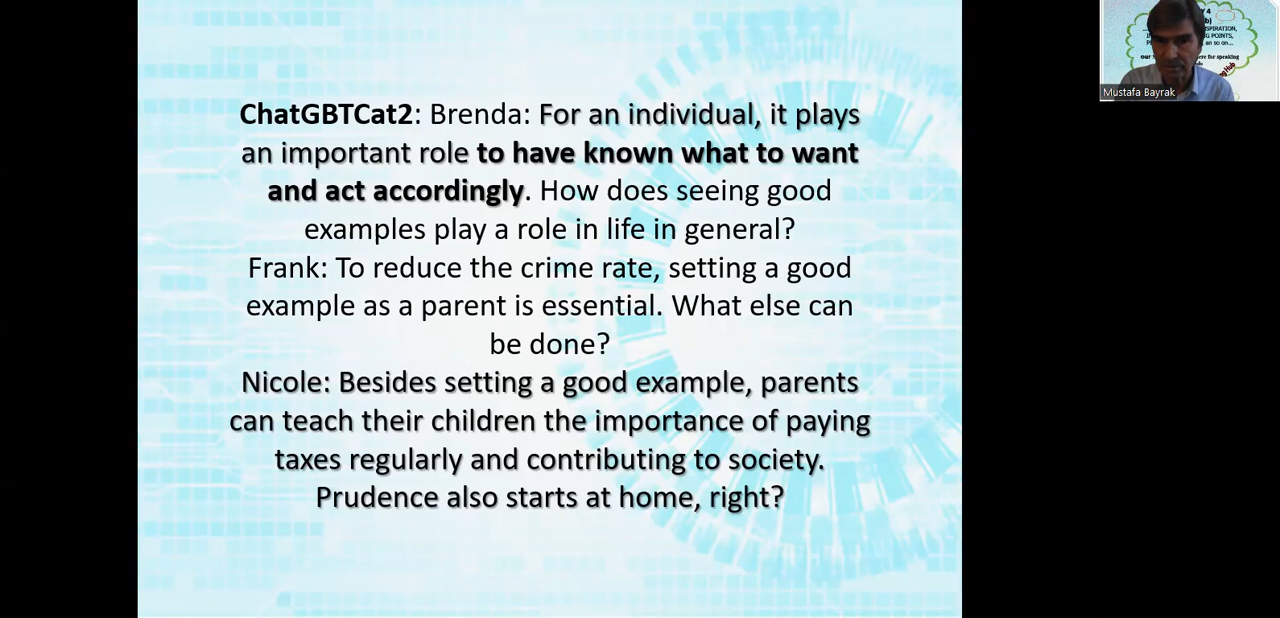 ChatGBTCat2: Brenda: For an individual, it plays
an important role to have known what to want
and act accordingly. How does seeing good
examples play a role in life in general?
Frank: To reduce the crime rate, setting a good
example as a parent is essential. What else can
be done?
Nicole: Besides setting a good example, parents
can teach their children the importance of paying
taxes regularly and contributing to society.
Prudence also starts at home, right?
Mustafa Bayrak